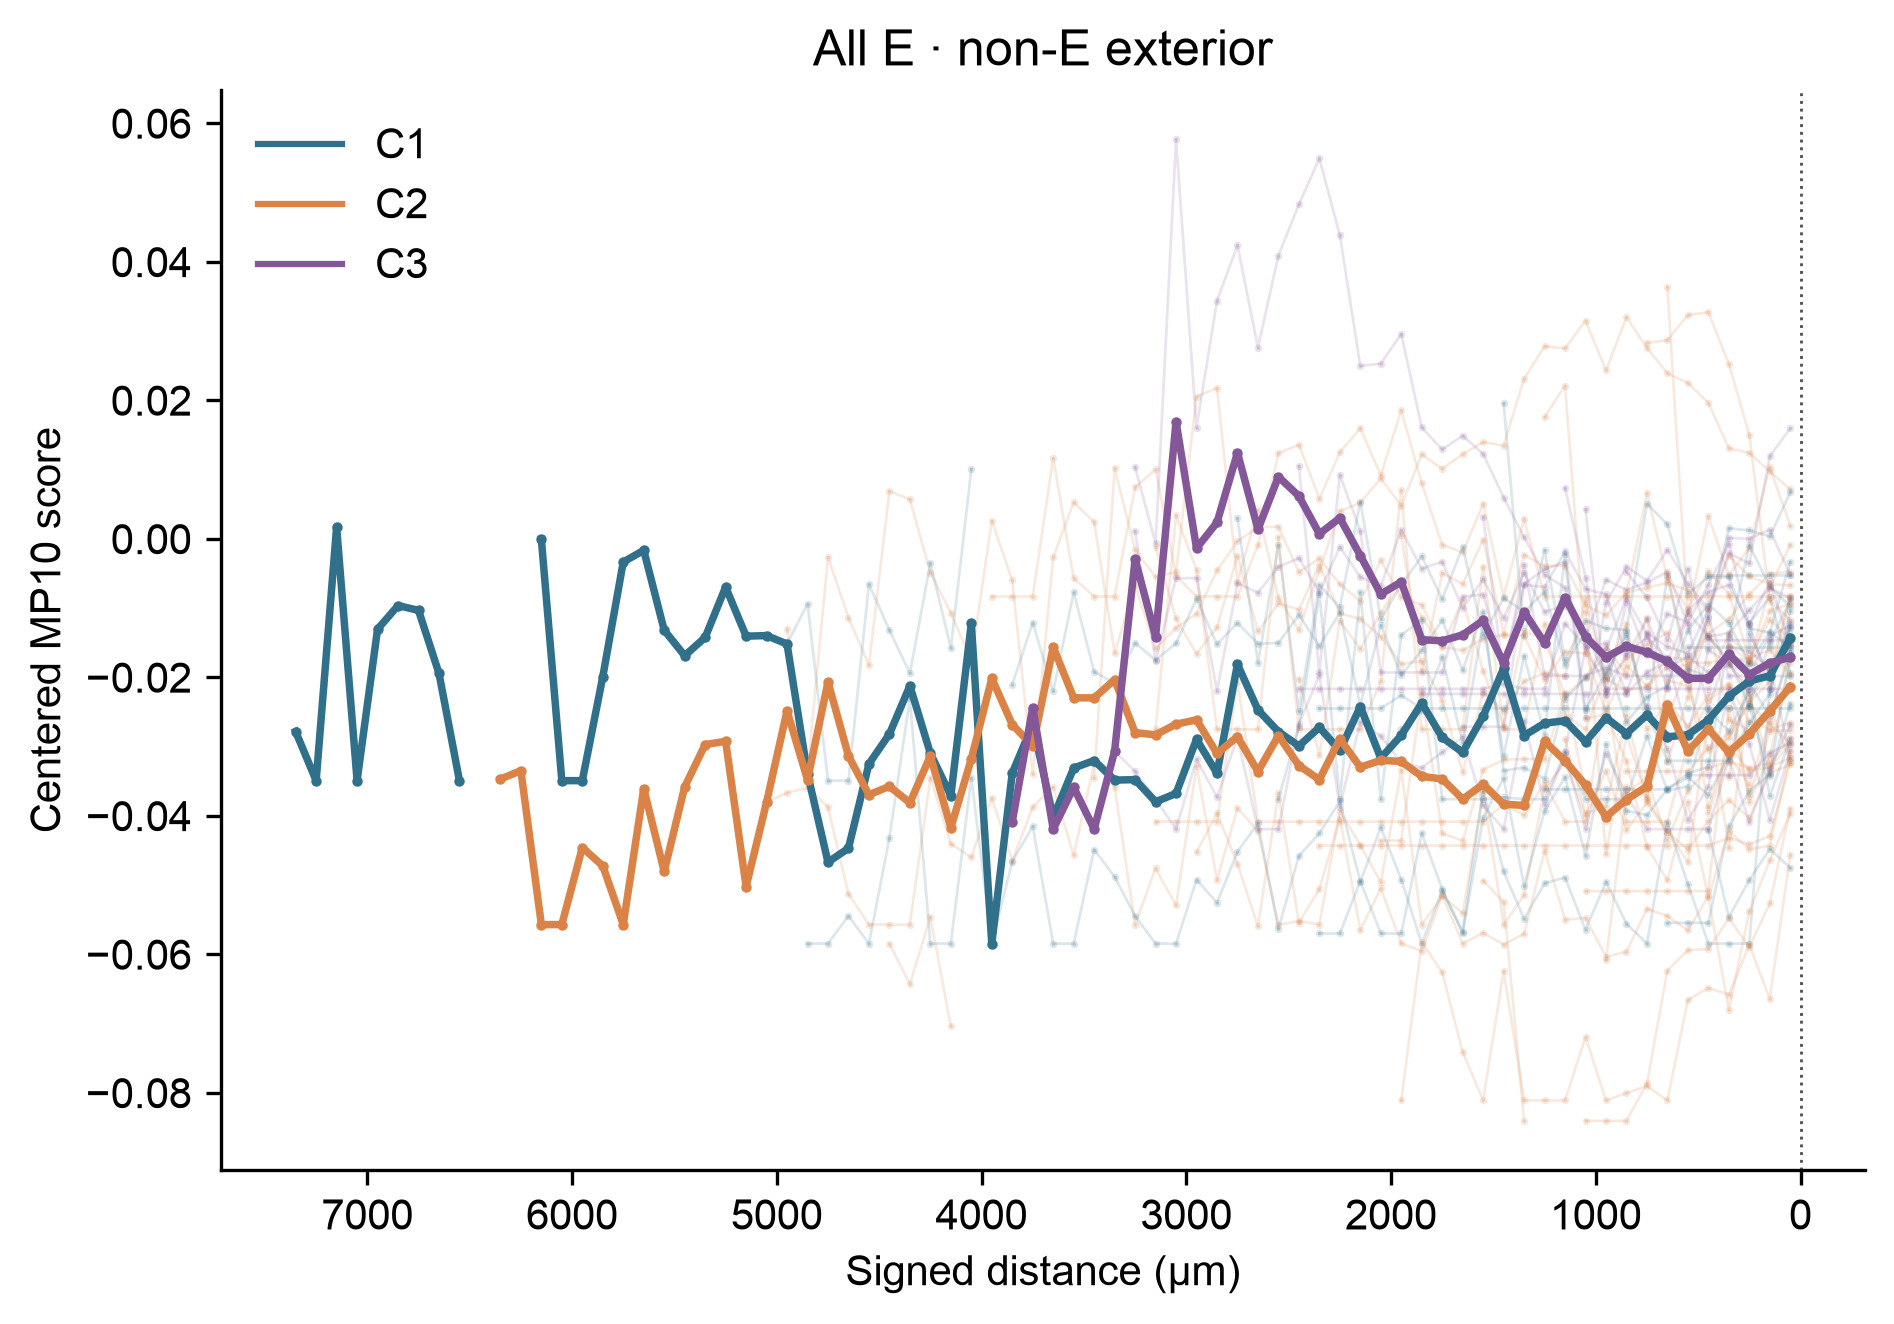 All E · non-E exterior
0.06
0.04
0.02
0.00
−0.02
−0.04
−0.06
−0.08
Centered MP10 score
C1
C2
C3
7000 6000 5000 4000 3000 2000 1000 0
Signed distance (µm)